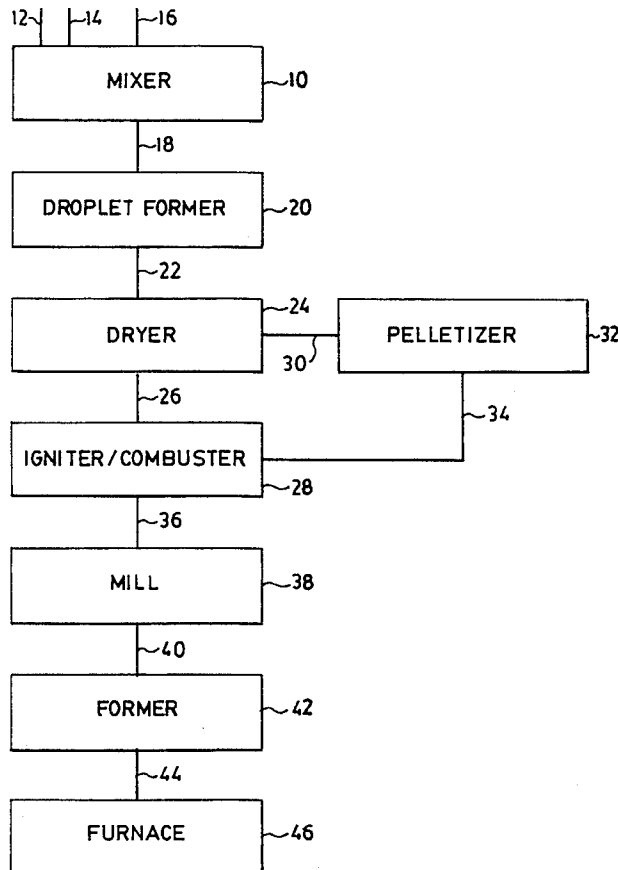 12 14 16
MIXER 10
18
DROPLET FORMER 20
22
24
DRYER PELLETIZER 32
30
26 34
IGNITER/COMBUSTER
28
36
MILL 38
40
FORMER 42
44
FURNACE 46